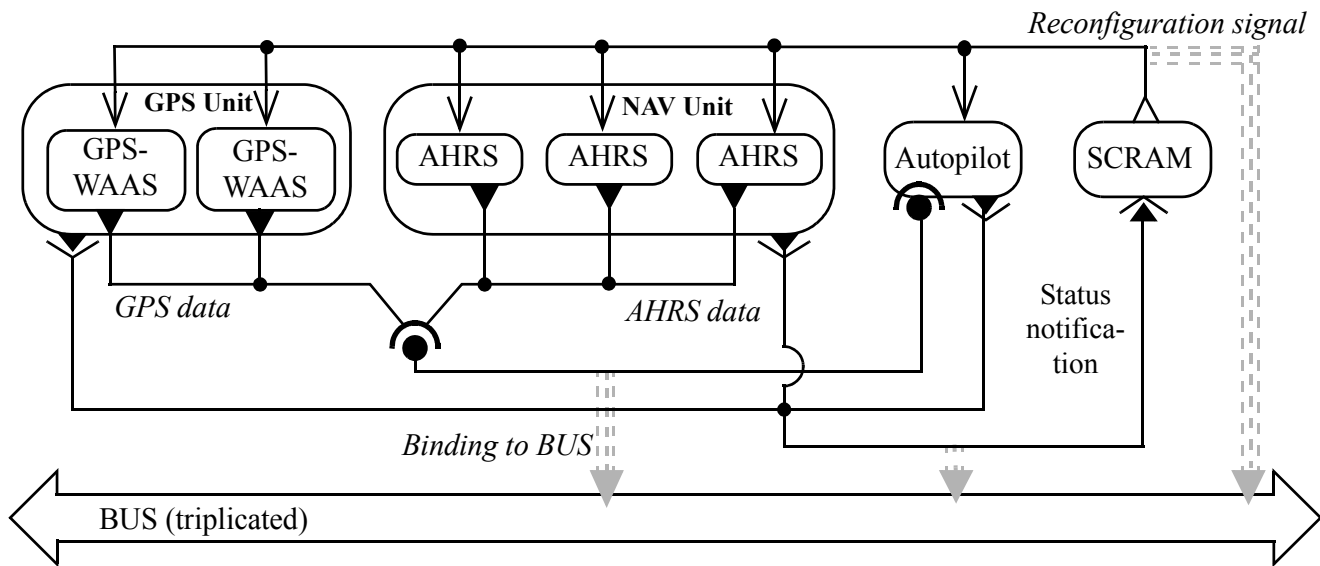 Reconfiguration signal
GPS Unit
NAV Unit
GPS-
WAAS
GPS-
WAAS
AHRS
AHRS
AHRS
Autopilot
SCRAM
GPS data
AHRS data
Status
notifica-
tion
Binding to BUS
BUS (triplicated)